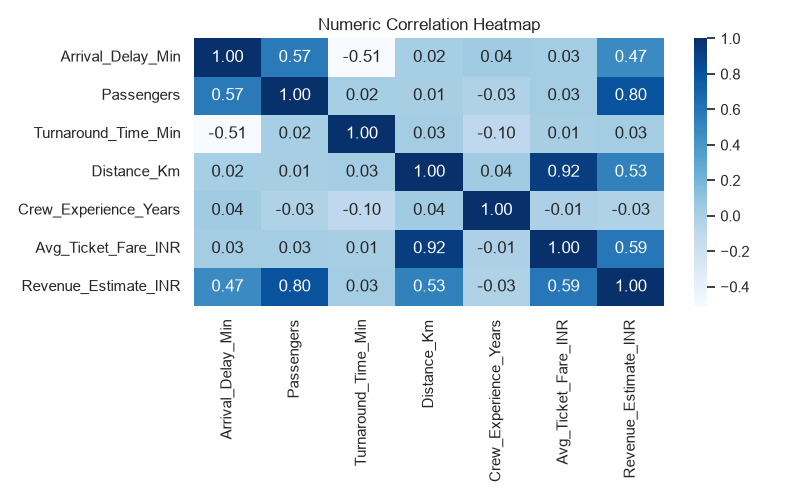 Numeric Correlation Heatmap
Arrival_Delay_Min 1.00 0.57 -0.51 0.02 0.04 0.03 0.47
Passengers 0.57 1.00 0.02 0.01 -0.03 0.03 0.80
Turnaround_Time_Min -0.51 0.02 1.00 0.03 -0.10 0.01 0.03
Distance_Km 0.02 0.01 0.03 1.00 0.04 0.92 0.53
Crew_Experience_Years 0.04 -0.03 -0.10 0.04 1.00 -0.01 -0.03
Avg_Ticket_Fare_INR 0.03 0.03 0.01 0.92 -0.01 1.00 0.59
Revenue_Estimate_INR 0.47 0.80 0.03 0.53 -0.03 0.59 1.00
Arrival_Delay_Min
Passengers
Turnaround_Time_Min
Distance_Km
Crew_Experience_Years
Avg_Ticket_Fare_INR
Revenue_Estimate_INR
1.0
0.8
0.6
0.4
0.2
0.0
−0.2
−0.4